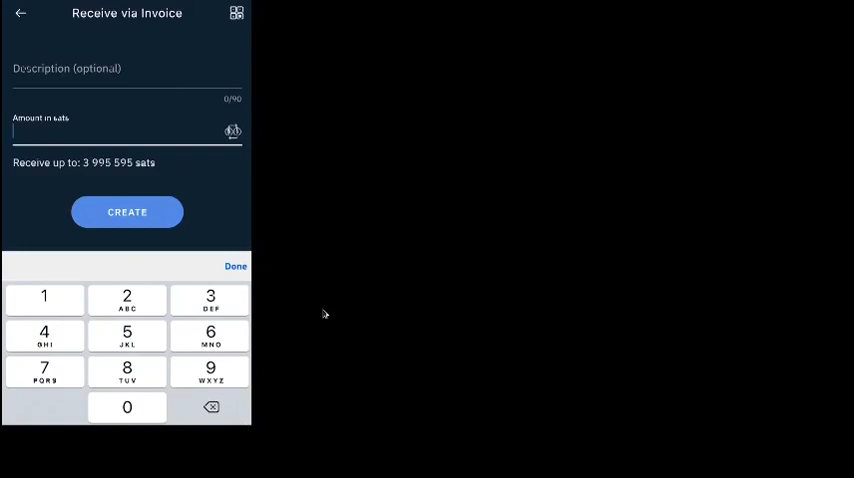 Receive via Invoice
Description (optional)
0/90
Amount in sats
Receive up to: 3 995 595 sats
CREATE
Done
1 2 3
ABC DEF
4 5 6
GHI JKL MNO
7 8 9
PQRS TUV WXYZ
0